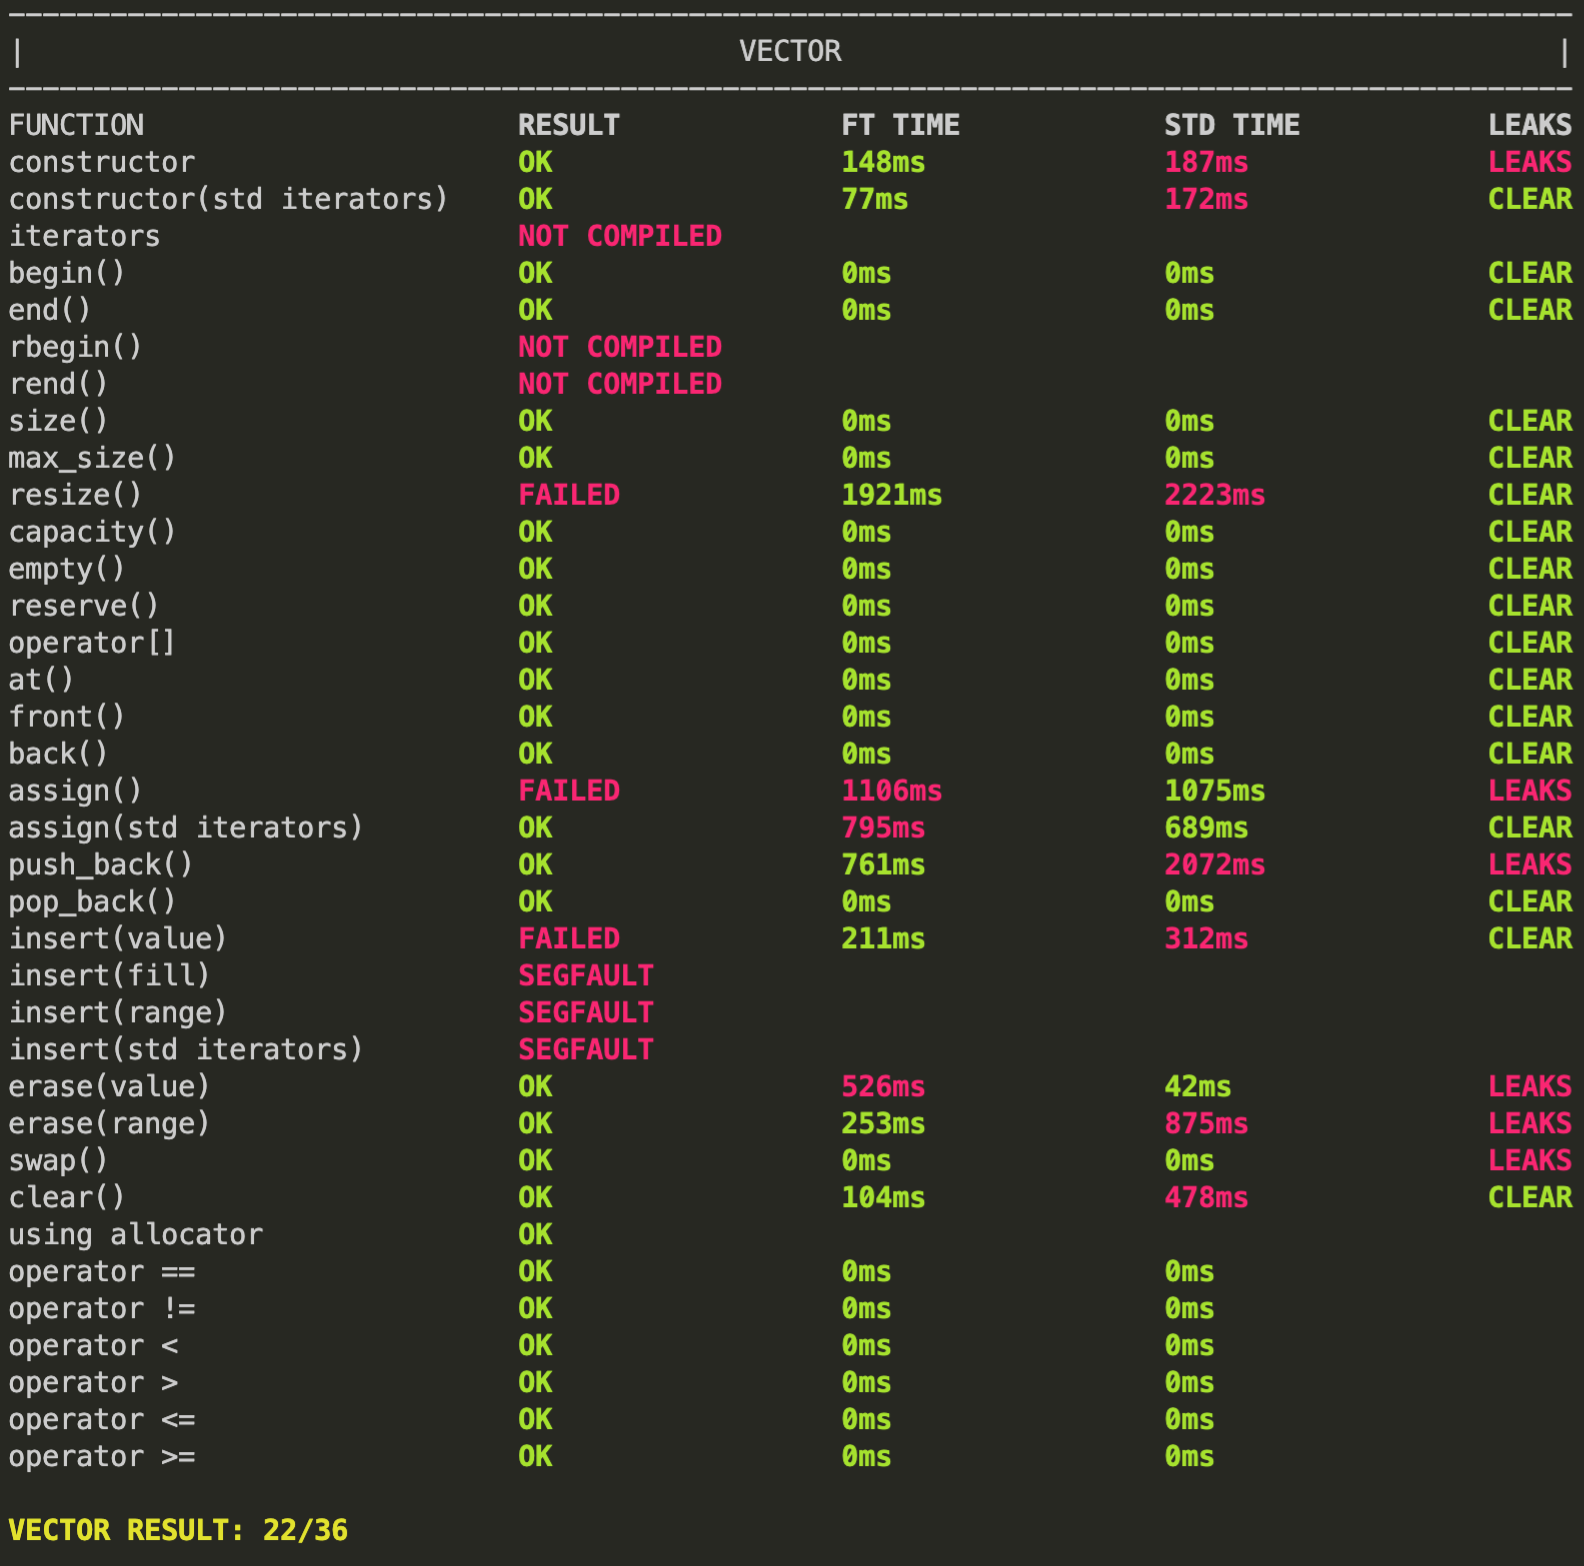 | VECTOR |
FUNCTION RESULT FT TIME STD TIME LEAKS
constructor OK 148ms 187ms LEAKS
constructor(std iterators) OK 77ms 172ms CLEAR
iterators NOT COMPILED
begin() OK 0ms 0ms CLEAR
end() OK 0ms 0ms CLEAR
rbegin() NOT COMPILED
rend() NOT COMPILED
size() OK 0ms 0ms CLEAR
max_size() OK 0ms 0ms CLEAR
resize() FAILED 1921ms 2223ms CLEAR
capacity() OK 0ms 0ms CLEAR
empty() OK 0ms 0ms CLEAR
reserve() OK 0ms 0ms CLEAR
operator[] OK 0ms 0ms CLEAR
at() OK 0ms 0ms CLEAR
front() OK 0ms 0ms CLEAR
back() OK 0ms 0ms CLEAR
assign() FAILED 1106ms 1075ms LEAKS
assign(std iterators) OK 795ms 689ms CLEAR
push_back() OK 761ms 2072ms LEAKS
pop_back() OK 0ms 0ms CLEAR
insert(value) FAILED 211ms 312ms CLEAR
insert(fill) SEGFAULT
insert(range) SEGFAULT
insert(std iterators) SEGFAULT
erase(value) OK 526ms 42ms LEAKS
erase(range) OK 253ms 875ms LEAKS
swap() OK 0ms 0ms LEAKS
clear() OK 104ms 478ms CLEAR
using allocator OK
operator == OK 0ms 0ms
operator != OK 0ms 0ms
operator < OK 0ms 0ms
operator > OK 0ms 0ms
operator <= OK 0ms 0ms
operator >= OK 0ms 0ms
VECTOR RESULT: 22/36